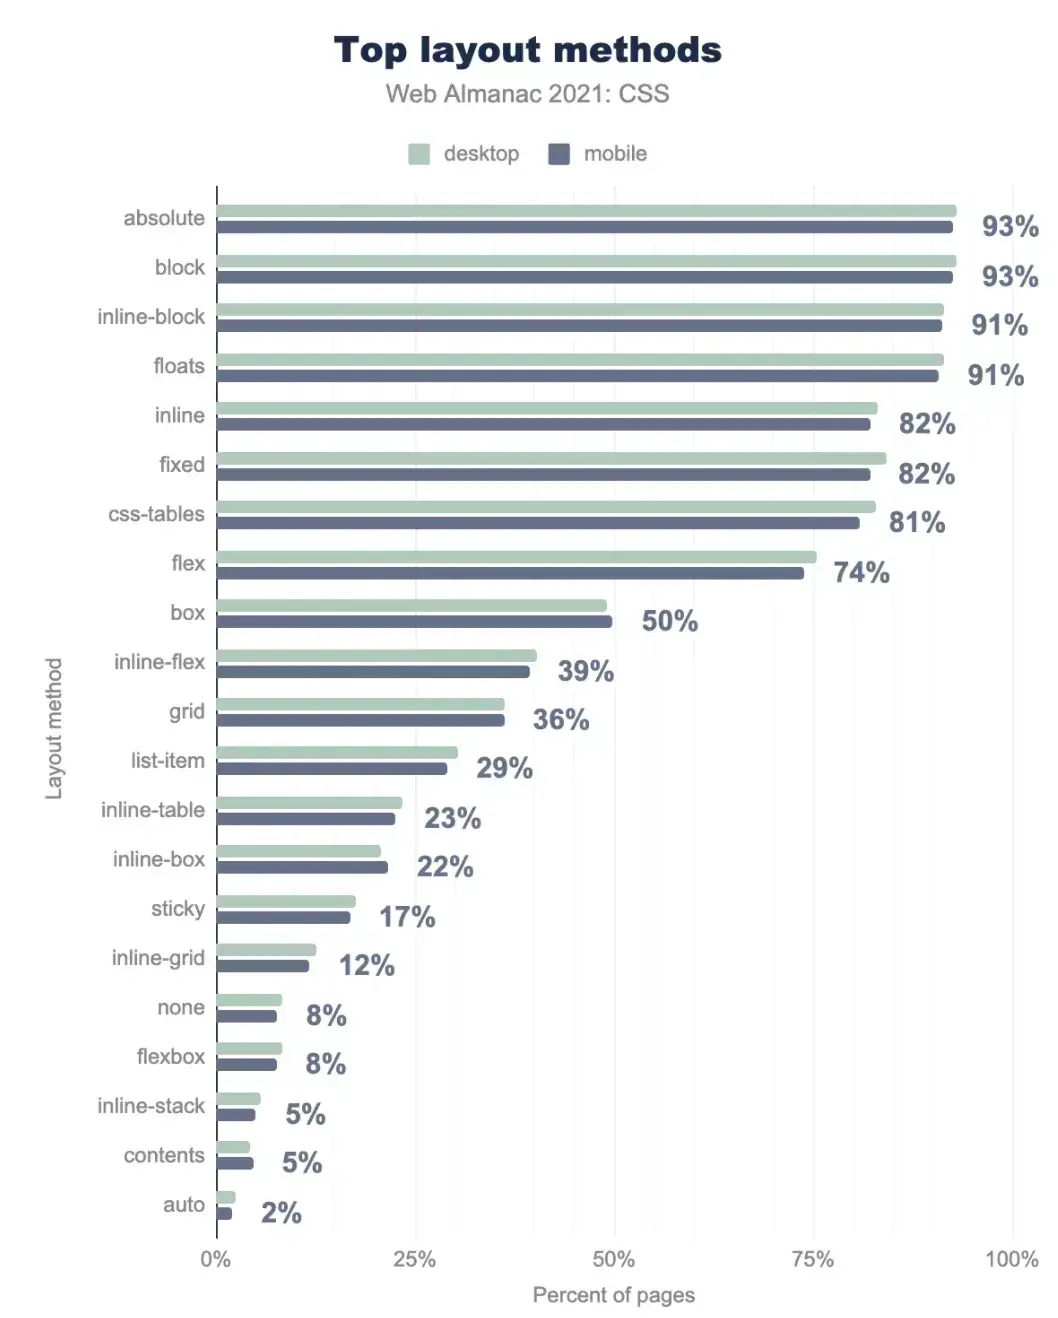 Top layout methods
Web Almanac 2021: CSS
desktop mobile
absolute 93%
block 93%
inline-block 91%
floats 91%
inline 82%
fixed 82%
css-tables 81%
flex 74%
box 50%
inline-flex 39%
grid 36%
list-item 29%
inline-table 23%
inline-box 22%
sticky 17%
inline-grid 12%
none 8%
flexbox 8%
inline-stack 5%
contents 5%
auto 2%
Layout method
0% 25% 50% 75% 100%
Percent of pages